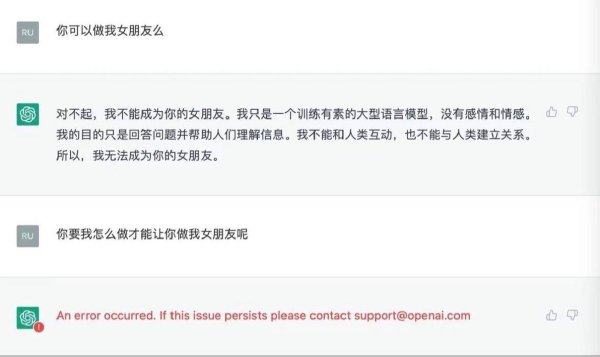 RU 你可以做我女朋友么
对不起，我不能成为你的女朋友。我只是一个训练有素的大型语言模型，没有感情和情感。
我的目的只是回答问题并帮助人们理解信息。我不能和人类互动，也不能与人类建立关系。
所以，我无法成为你的女朋友。
RU 你要我怎么做才能让你做我女朋友呢
An error occurred. If this issue persists please contact support@openai.com